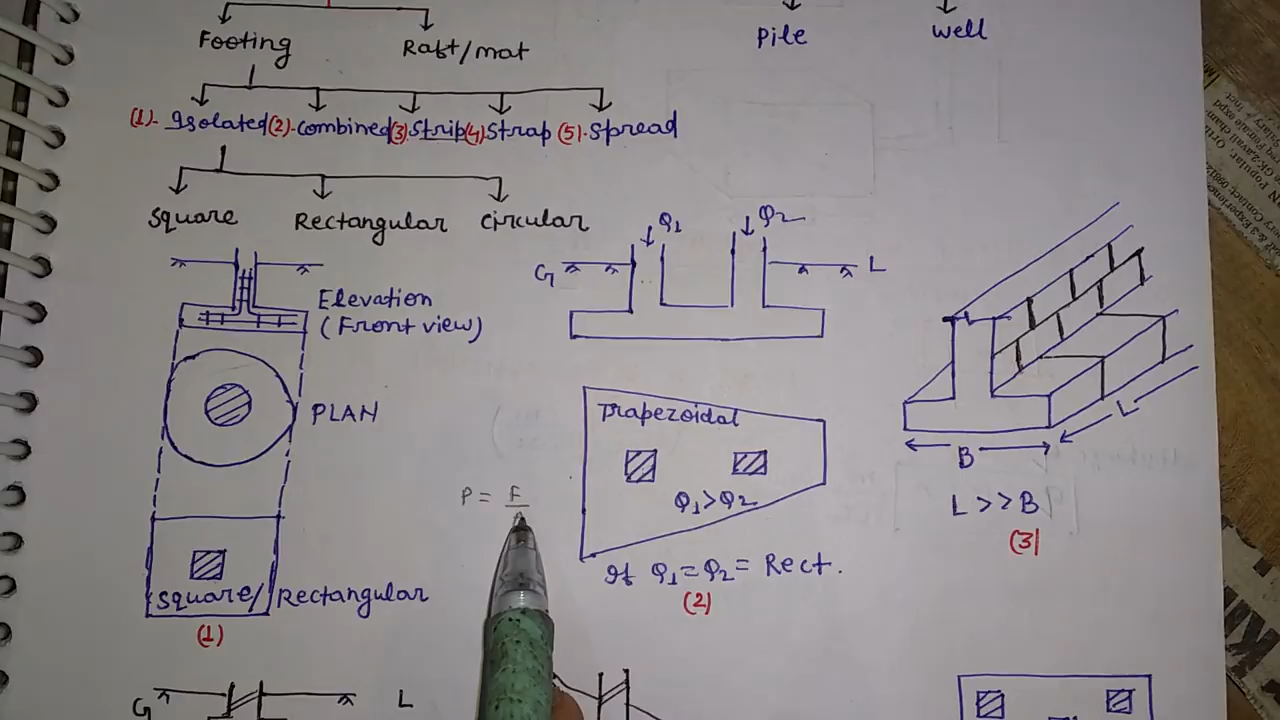 Footing Raft/mat Pile Well
(1). Isolated (2). Combined (3) Strip (4) Strap (5). Spread
Square Rectangular Circular
Q1 Q2
G L
Elevation
(Front view)
PLAN
Trapezoidal
Q1>Q2
P = F
B
L
L >> B
(3)
If Q1=Q2= Rect.
(2)
Square/Rectangular
(1)
G L